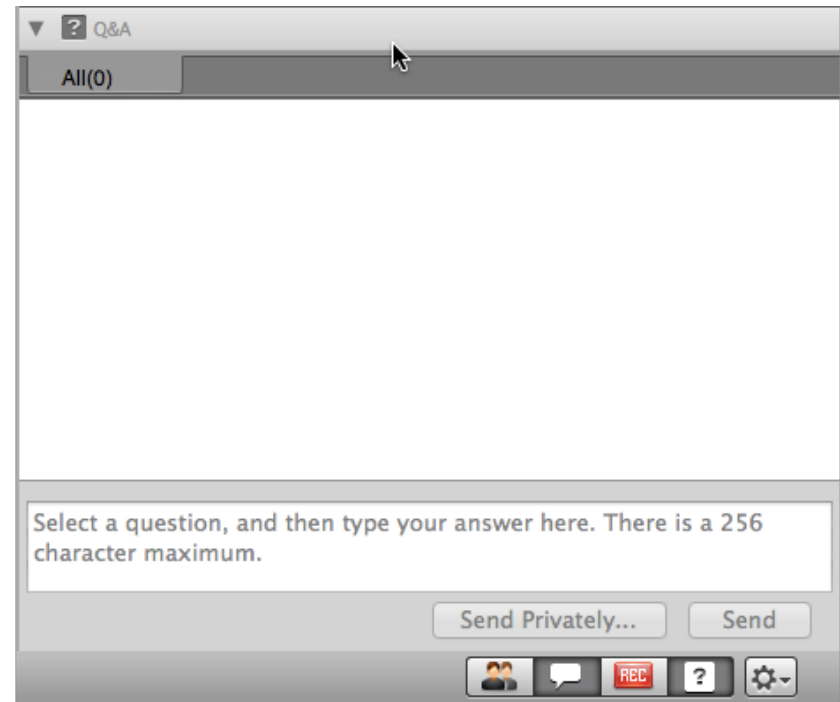 ? Q&A
All(0)
Select a question, and then type your answer here. There is a 256
character maximum.
Send Privately... Send
REC ?